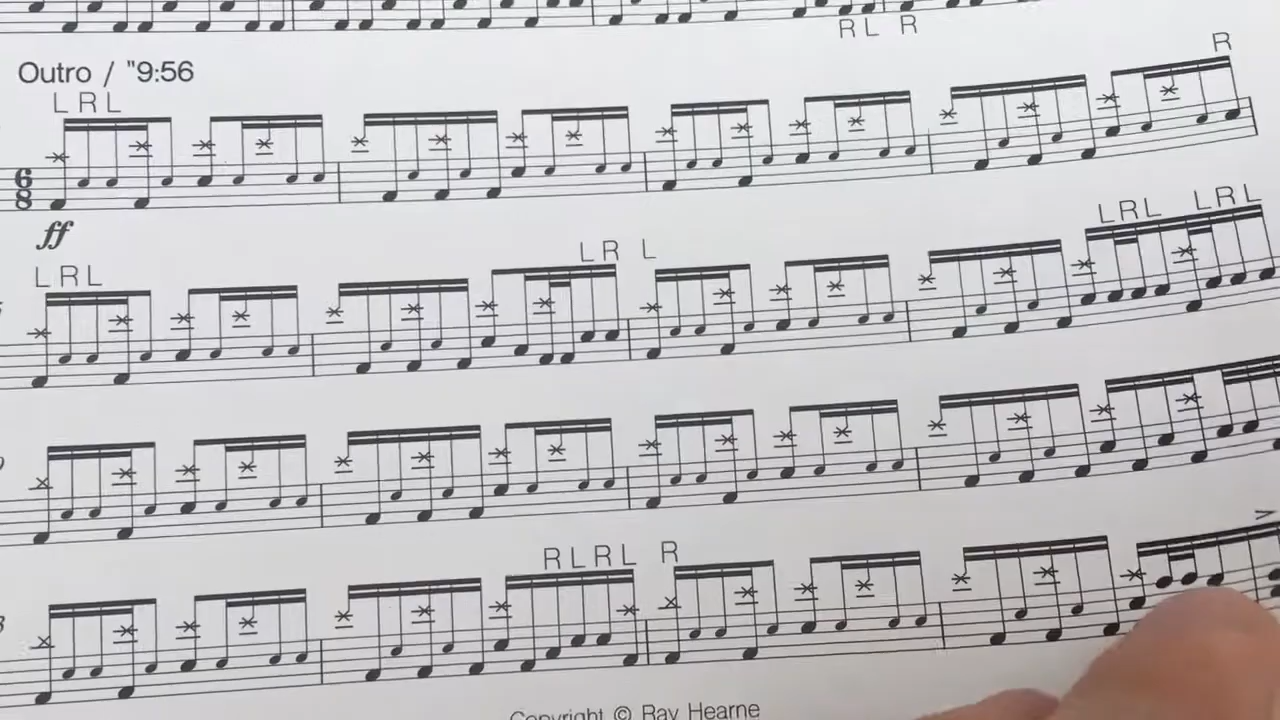 R L R
Outro / "9:56
R
L R L
6
8
ff
L R L L R L L R L L R L
R L R L R
Copyright © Ray Hearne